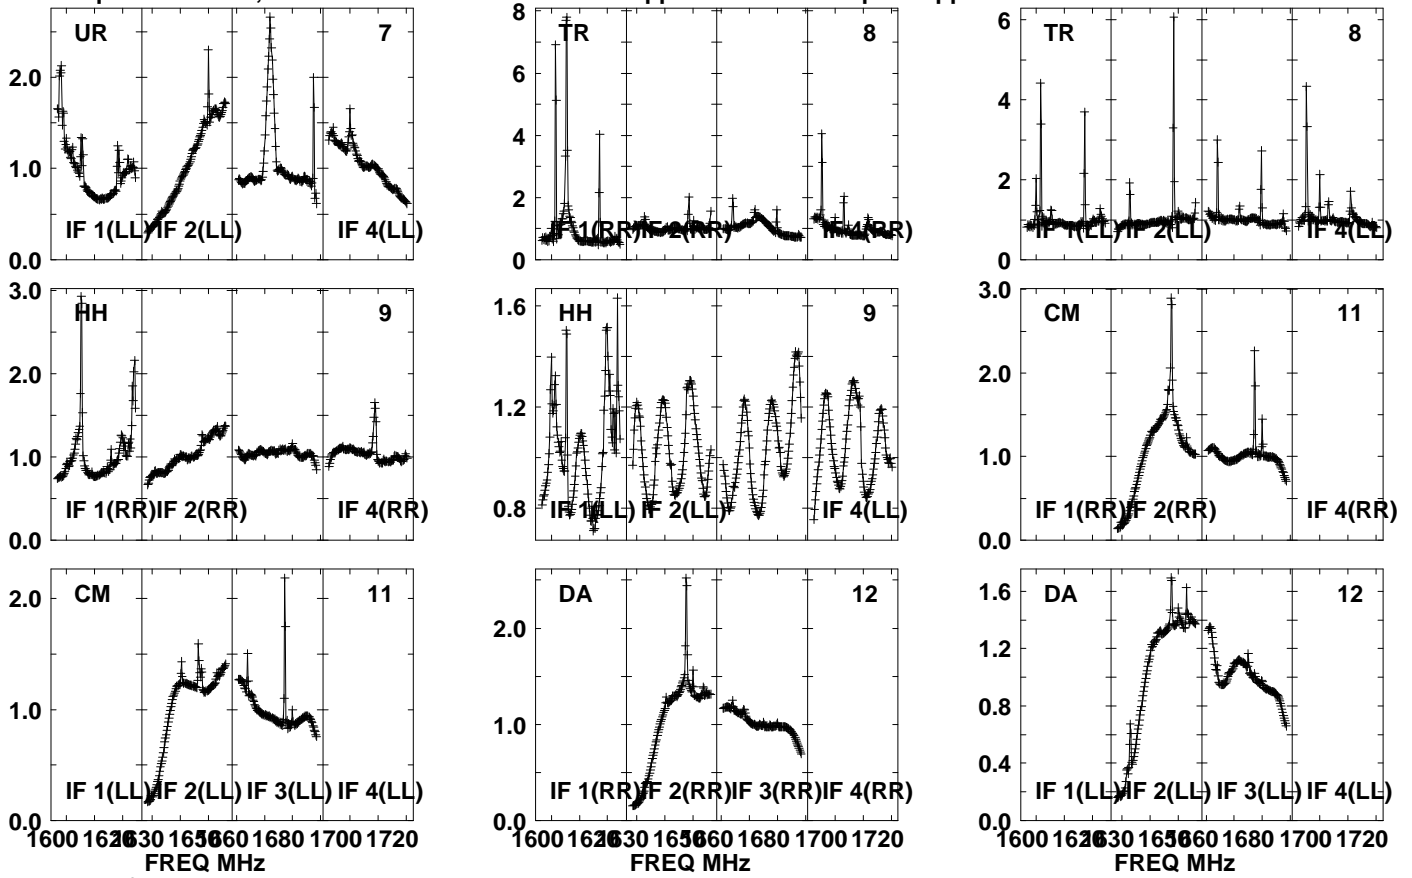 UR 7 TR 8 TR 8
8
6
2.0
6
4
4
1.0
2
2
IF 1(LL) IF 2(LL) IF 4(LL) IF 1(RR) IF 2(RR) IF 4(RR) IF 1(LL) IF 2(LL) IF 4(LL)
0.0 0 0
3.0 HH 9 HH 9 3.0 CM 11
1.6
2.0 2.0
1.2
1.0 1.0
0.8
IF 1(RR) IF 2(RR) IF 4(RR) IF 1(LL) IF 2(LL) IF 4(LL) IF 1(RR) IF 2(RR) IF 4(RR)
0.0 0.0
CM 11 DA 12 DA 12
2.0 2.0 1.6
1.2
1.0 1.0 0.8
0.4
IF 1(LL) IF 2(LL) IF 3(LL) IF 4(LL) IF 1(RR) IF 2(RR) IF 3(RR) IF 4(RR) IF 1(LL) IF 2(LL) IF 3(LL) IF 4(LL)
0.0 0.0 0.0
1600 1620 1630 1650 1660 1680 1700 1720 1600 1620 1630 1650 1660 1680 1700 1720 1600 1620 1630 1650 1660 1680 1700 1720
FREQ MHz FREQ MHz